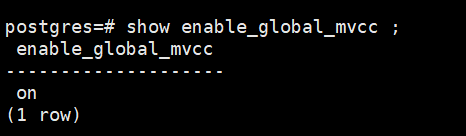 postgres=# show enable_global_mvcc ;
 enable_global_mvcc
--------------------
 on
(1 row)